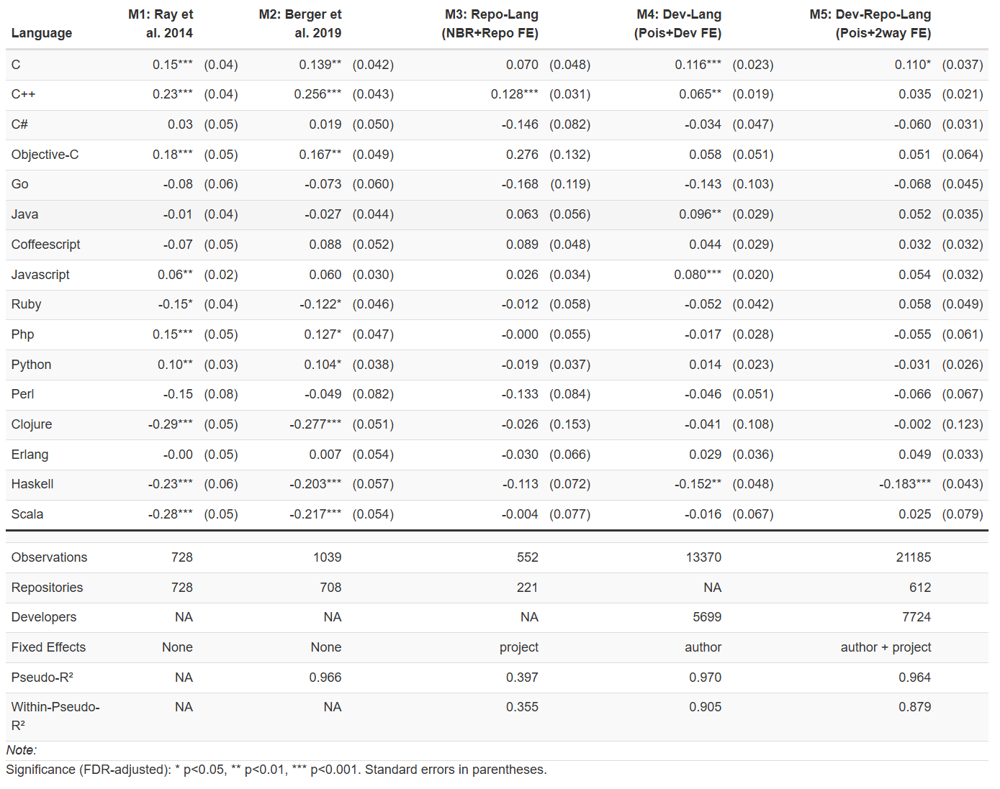 Language M1: Ray et al. 2014 M2: Berger et al. 2019 M3: Repo-Lang (NBR+Repo FE) M4: Dev-Lang (Pois+Dev FE) M5: Dev-Repo-Lang (Pois+2way FE)
C 0.15*** (0.04) 0.139** (0.042) 0.070 (0.048) 0.116*** (0.023) 0.110* (0.037)
C++ 0.23*** (0.04) 0.256*** (0.043) 0.128*** (0.031) 0.065** (0.019) 0.035 (0.021)
C# 0.03 (0.05) 0.019 (0.050) -0.146 (0.082) -0.034 (0.047) -0.060 (0.031)
Objective-C 0.18*** (0.05) 0.167** (0.049) 0.276 (0.132) 0.058 (0.051) 0.051 (0.064)
Go -0.08 (0.06) -0.073 (0.060) -0.168 (0.119) -0.143 (0.103) -0.068 (0.045)
Java -0.01 (0.04) -0.027 (0.044) 0.063 (0.056) 0.096** (0.029) 0.052 (0.035)
Coffeescript -0.07 (0.05) 0.088 (0.052) 0.089 (0.048) 0.044 (0.029) 0.032 (0.032)
Javascript 0.06** (0.02) 0.060 (0.030) 0.026 (0.034) 0.080*** (0.020) 0.054 (0.032)
Ruby -0.15* (0.04) -0.122* (0.046) -0.012 (0.058) -0.052 (0.042) 0.058 (0.049)
Php 0.15*** (0.05) 0.127* (0.047) -0.000 (0.055) -0.017 (0.028) -0.055 (0.061)
Python 0.10** (0.03) 0.104* (0.038) -0.019 (0.037) 0.014 (0.023) -0.031 (0.026)
Perl -0.15 (0.08) -0.049 (0.082) -0.133 (0.084) -0.046 (0.051) -0.066 (0.067)
Clojure -0.29*** (0.05) -0.277*** (0.051) -0.026 (0.153) -0.041 (0.108) -0.002 (0.123)
Erlang -0.00 (0.05) 0.007 (0.054) -0.030 (0.066) 0.029 (0.036) 0.049 (0.033)
Haskell -0.23*** (0.06) -0.203*** (0.057) -0.113 (0.072) -0.152** (0.048) -0.183*** (0.043)
Scala -0.28*** (0.05) -0.217*** (0.054) -0.004 (0.077) -0.016 (0.067) 0.025 (0.079)
Observations 728 1039 552 13370 21185
Repositories 728 708 221 NA 612
Developers NA NA NA 5699 7724
Fixed Effects None None project author author + project
Pseudo-R² NA 0.966 0.397 0.970 0.964
Within-Pseudo-R² NA NA 0.355 0.905 0.879
Note:
Significance (FDR-adjusted): * p<0.05, ** p<0.01, *** p<0.001. Standard errors in parentheses.